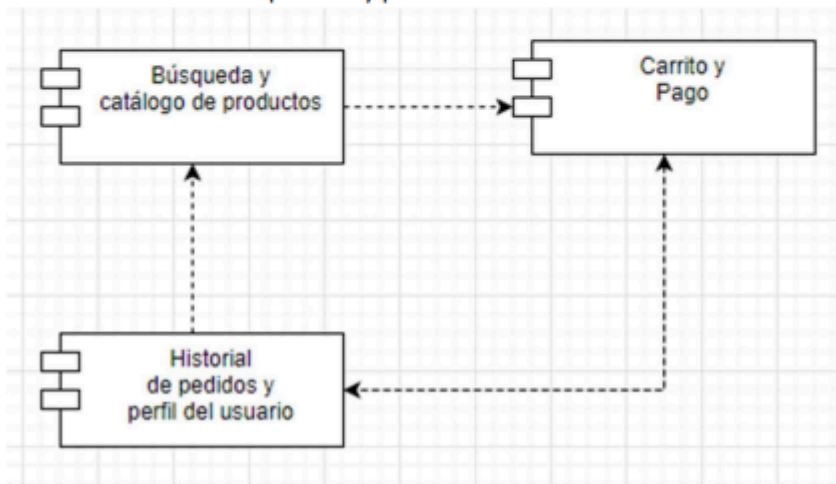 Búsqueda y
catálogo de productos
Carrito y
Pago
Historial
de pedidos y
perfil del usuario